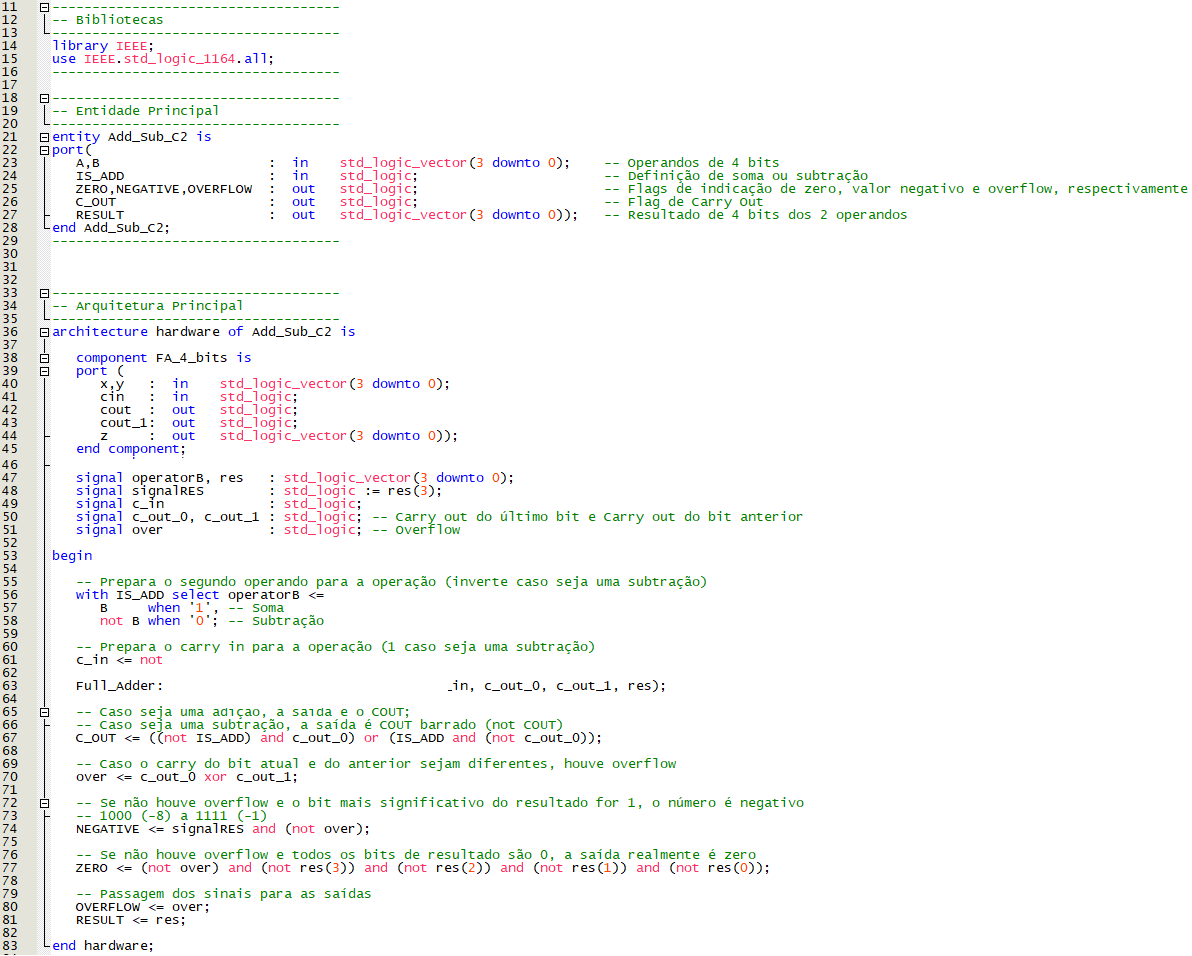 11 -------------------------------------
12 -- Bibliotecas
13 -------------------------------------
14 library IEEE;
15 use IEEE.std_logic_1164.all;
16 -------------------------------------
17
18 -------------------------------------
19 -- Entidade Principal
20 -------------------------------------
21 entity Add_Sub_C2 is
22 port(
23 A,B : in std_logic_vector(3 downto 0); -- Operandos de 4 bits
24 IS_ADD : in std_logic; -- Definição de soma ou subtração
25 ZERO,NEGATIVE,OVERFLOW : out std_logic; -- Flags de indicação de zero, valor negativo e overflow, respectivamente
26 C_OUT : out std_logic; -- Flag de Carry Out
27 RESULT : out std_logic_vector(3 downto 0)); -- Resultado de 4 bits dos 2 operandos
28 end Add_Sub_C2;
29 -------------------------------------
30
31
32
33 -------------------------------------
34 -- Arquitetura Principal
35 -------------------------------------
36 architecture hardware of Add_Sub_C2 is
37
38 component FA_4_bits is
39 port (
40 x,y : in std_logic_vector(3 downto 0);
41 cin : in std_logic;
42 cout : out std_logic;
43 cout_1: out std_logic;
44 z : out std_logic_vector(3 downto 0));
45 end component;
46
47 signal operatorB, res : std_logic_vector(3 downto 0);
48 signal signalRES : std_logic := res(3);
49 signal c_in : std_logic;
50 signal c_out_0, c_out_1 : std_logic; -- Carry out do último bit e Carry out do bit anterior
51 signal over : std_logic; -- Overflow
52
53 begin
54
55 -- Prepara o segundo operando para a operação (inverte caso seja uma subtração)
56 with IS_ADD select operatorB <=
57 B when '1', -- Soma
58 not B when '0'; -- Subtração
59
60 -- Prepara o carry in para a operação (1 caso seja uma subtração)
61 c_in <= not
62
63 Full_Adder: _in, c_out_0, c_out_1, res);
64
65 -- Caso seja uma adição, a saída e o COUT;
66 -- Caso seja uma subtração, a saída é COUT barrado (not COUT)
67 C_OUT <= ((not IS_ADD) and c_out_0) or (IS_ADD and (not c_out_0));
68
69 -- Caso o carry do bit atual e do anterior sejam diferentes, houve overflow
70 over <= c_out_0 xor c_out_1;
71
72 -- Se não houve overflow e o bit mais significativo do resultado for 1, o número é negativo
73 -- 1000 (-8) a 1111 (-1)
74 NEGATIVE <= signalRES and (not over);
75
76 -- Se não houve overflow e todos os bits de resultado são 0, a saída realmente é zero
77 ZERO <= (not over) and (not res(3)) and (not res(2)) and (not res(1)) and (not res(0));
78
79 -- Passagem dos sinais para as saídas
80 OVERFLOW <= over;
81 RESULT <= res;
82
83 end hardware;